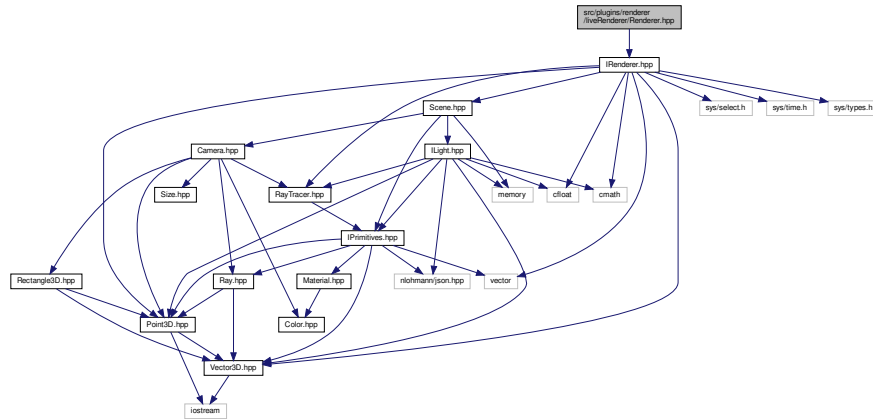 src/plugins/renderer
/liveRenderer/Renderer.hpp
IRenderer.hpp
Scene.hpp
sys/select.h
sys/time.h
sys/types.h
Camera.hpp
ILight.hpp
Size.hpp
RayTracer.hpp
memory
cfloat
cmath
IPrimitives.hpp
Rectangle3D.hpp
Ray.hpp
Material.hpp
nlohmann/json.hpp
vector
Point3D.hpp
Color.hpp
Vector3D.hpp
iostream